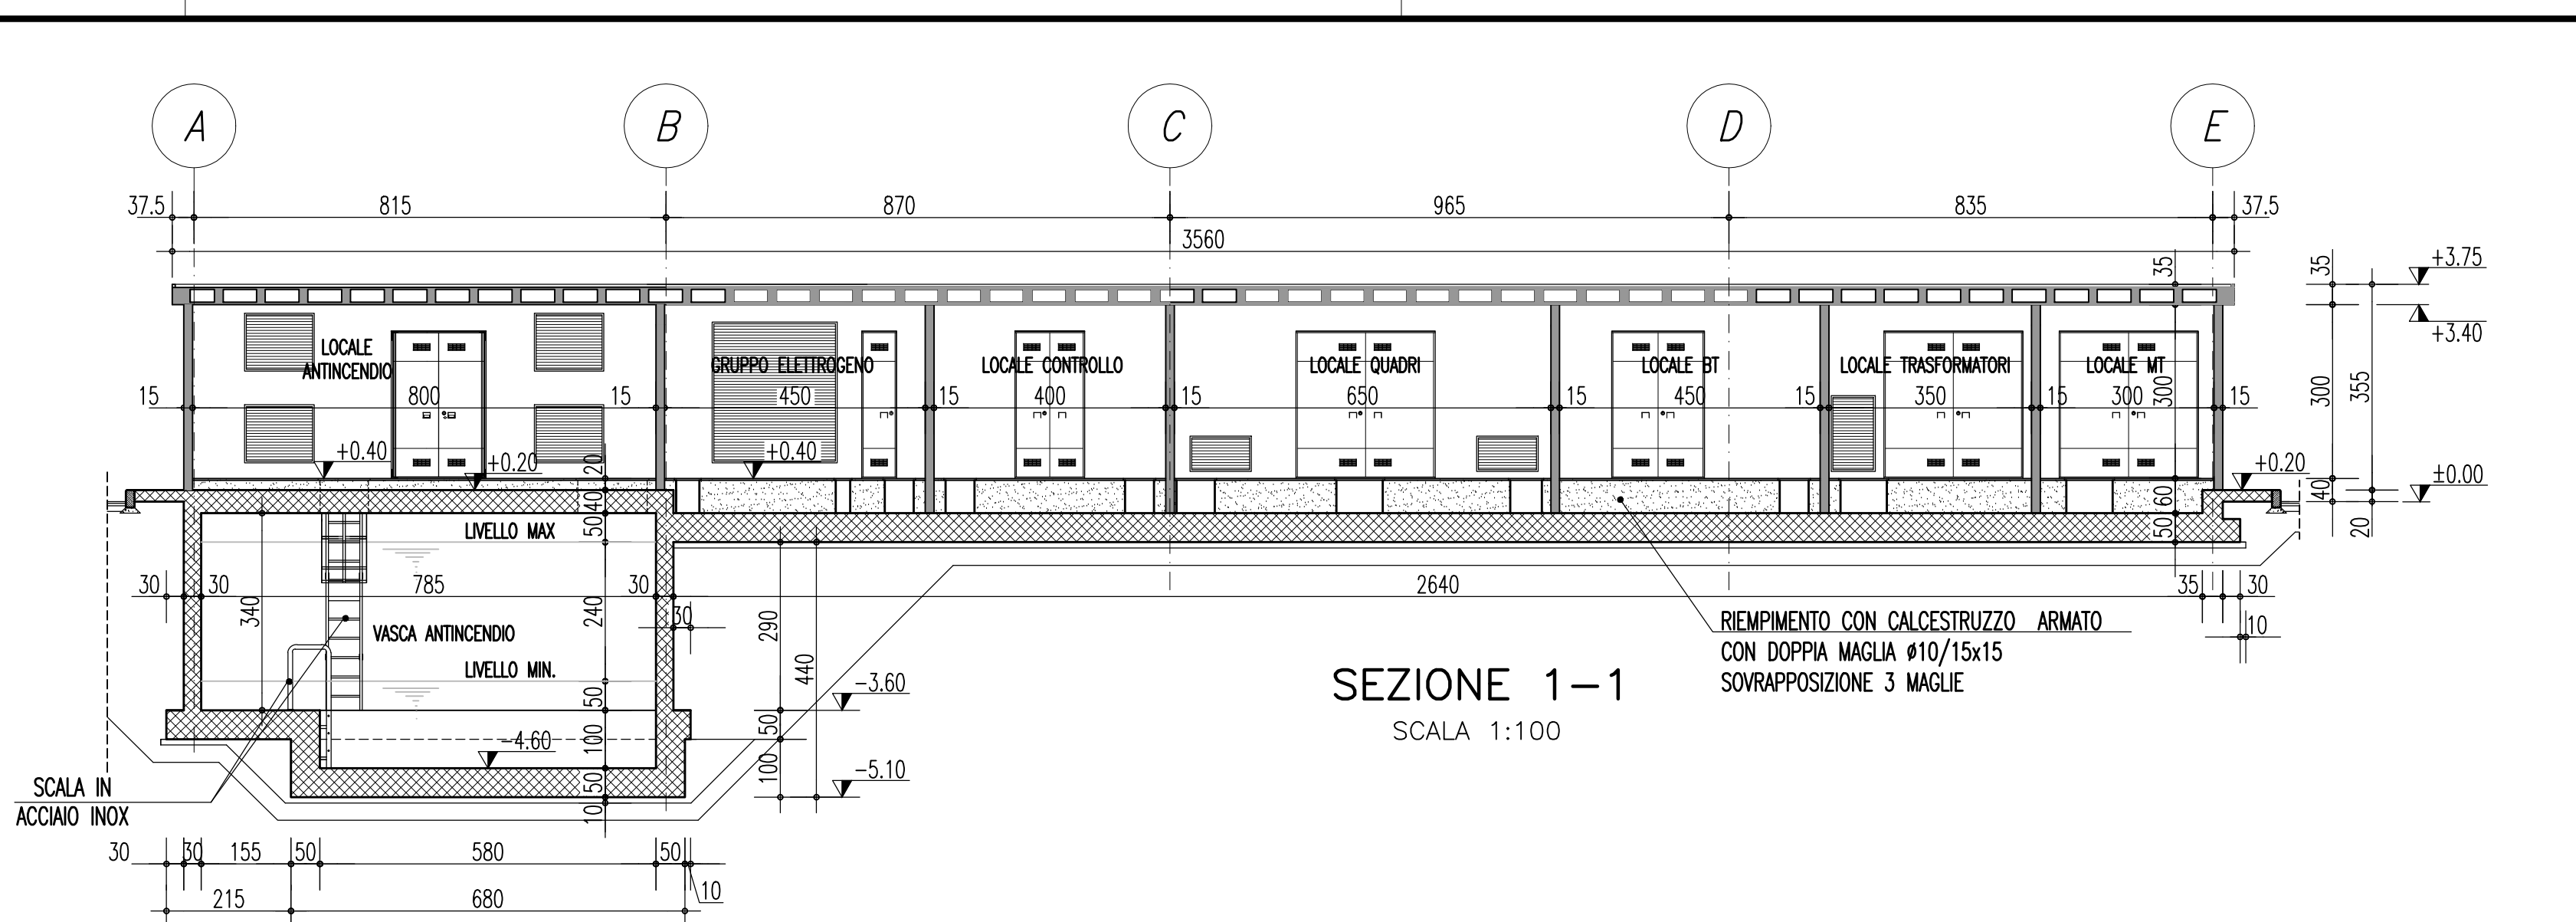 A B C D E
37.5 815 870 965 835 37.5
3560
35 35 +3.75
+3.40
LOCALE
ANTINCENDIO
GRUPPO ELETTROGENO LOCALE CONTROLLO LOCALE QUADRI LOCALE BT LOCALE TRASFORMATORI LOCALE MT
15 800 15 450 15 400 15 650 15 450 15 350 15 300 15
300 300 355
+0.40 +0.20 20 +0.40 +0.20 ±0.00
40 60 40
LIVELLO MAX 50 50 20
30 30 785 30 2640 35 30
340 240 30 290 440 10
VASCA ANTINCENDIO
LIVELLO MIN. 50
RIEMPIMENTO CON CALCESTRUZZO ARMATO
CON DOPPIA MAGLIA ø10/15x15
SOVRAPPOSIZIONE 3 MAGLIE
SEZIONE 1-1
SCALA 1:100
-3.60
50
-4.60 100 100 -5.10
50
10
SCALA IN
ACCIAIO INOX
30 30 155 50 580 50
10
215 680